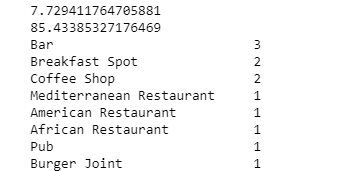 7.729411764705881
85.43385327176469
Bar 3
Breakfast Spot 2
Coffee Shop 2
Mediterranean Restaurant 1
American Restaurant 1
African Restaurant 1
Pub 1
Burger Joint 1